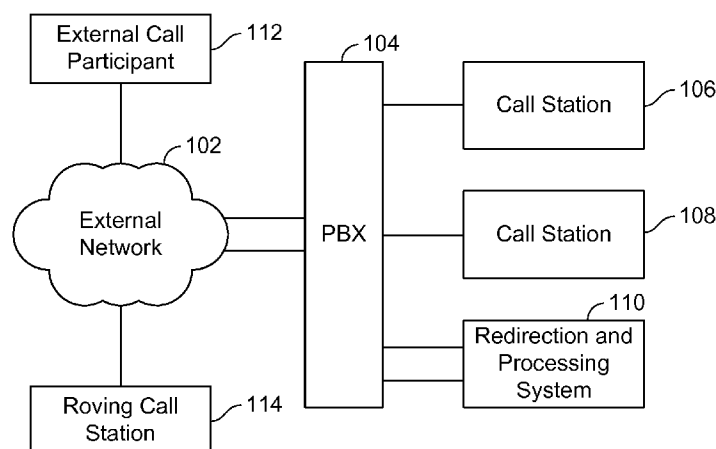 External Call
Participant
112
104
Call Station
106
102
External
Network
PBX
Call Station
108
110
Redirection and
Processing
System
Roving Call
Station
114